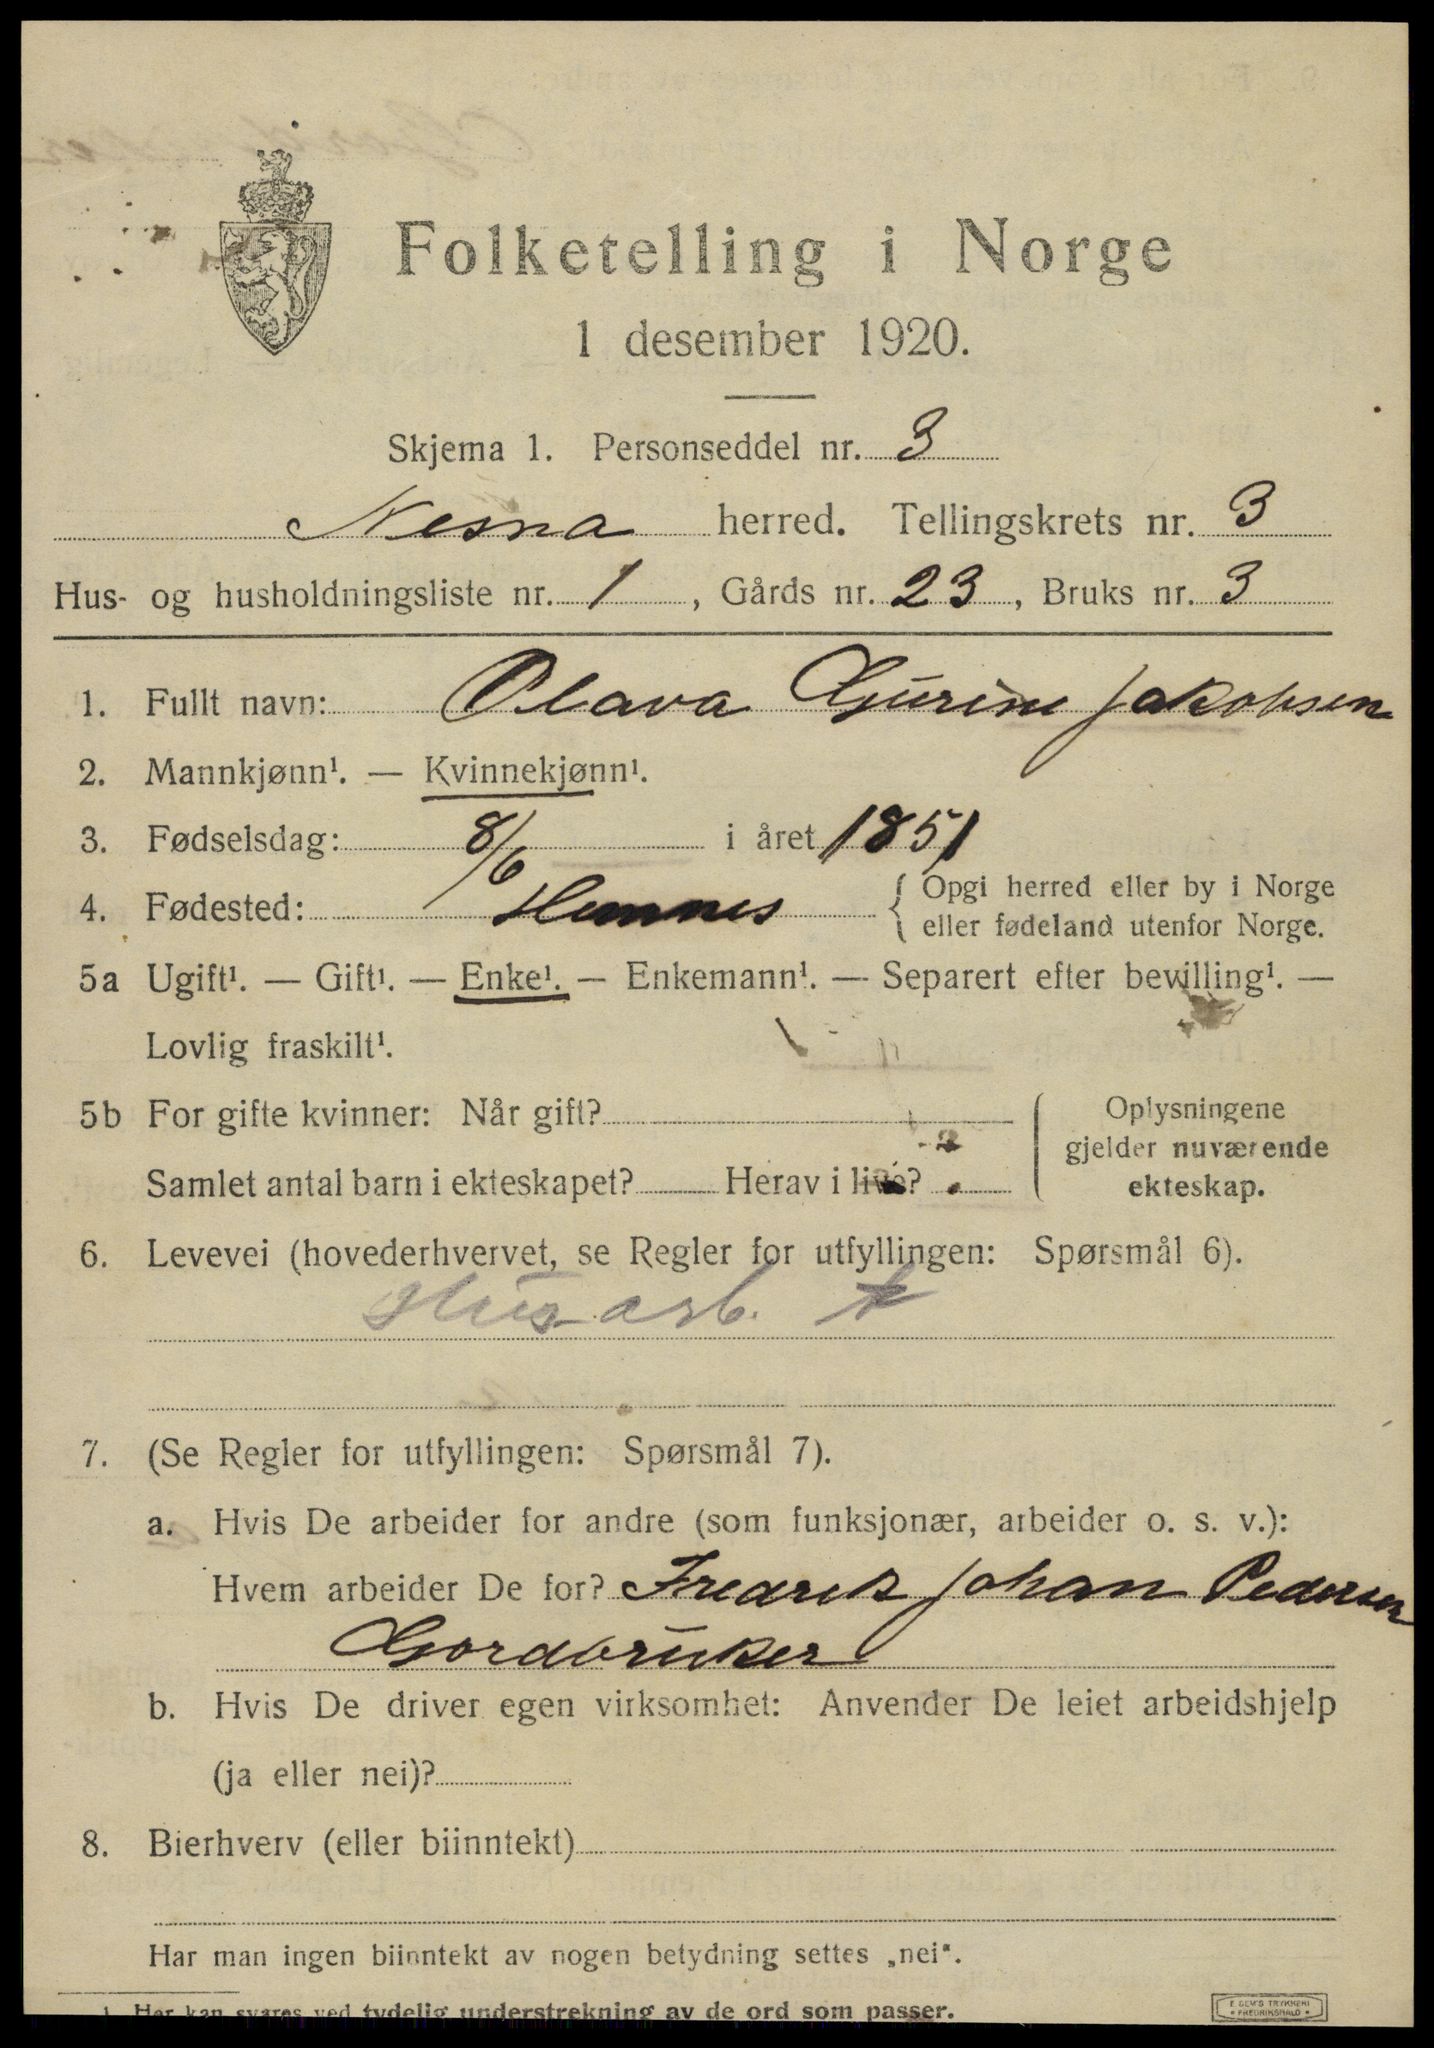 Folketelling i Norge
1 desember 1920.
Skjema 1. Personseddel nr. 3
Nesna herred. Tellingskrets nr. 3
Hus- og husholdningsliste nr. 1, Gårds nr. 23, Bruks nr. 3
1. Fullt navn: Olava Gurine Jakobsen
2. Mannkjønn¹. — Kvinnekjønn¹.
3. Fødselsdag: 8/6 i året 1851
4. Fødested: Hemnes { Opgi herred eller by i Norge
eller fødeland utenfor Norge.
5a Ugift¹. — Gift¹. — Enke¹. — Enkemann¹. — Separert efter bevilling¹. —
Lovlig fraskilt¹.
5b For gifte kvinner: Når gift? Oplysningene
gjelder nuværende
Samlet antal barn i ekteskapet? Herav i live? ekteskap.
6. Levevei (hovederhvervet, se Regler for utfyllingen: Spørsmål 6).
Husarb.
7. (Se Regler for utfyllingen: Spørsmål 7).
a. Hvis De arbeider for andre (som funksjonær, arbeider o. s. v.):
Hvem arbeider De for? Fredrik Johan Pedersen
Gordbruker
b. Hvis De driver egen virksomhet: Anvender De leiet arbeidshjelp
(ja eller nei)?
8. Bierhverv (eller biinntekt)
Har man ingen biinntekt av nogen betydning settes „nei".
¹ Her kan svares ved tydelig understrekning av de ord som passer.
E SEM'S TRYKKERI
• FREDRIKSHALD •